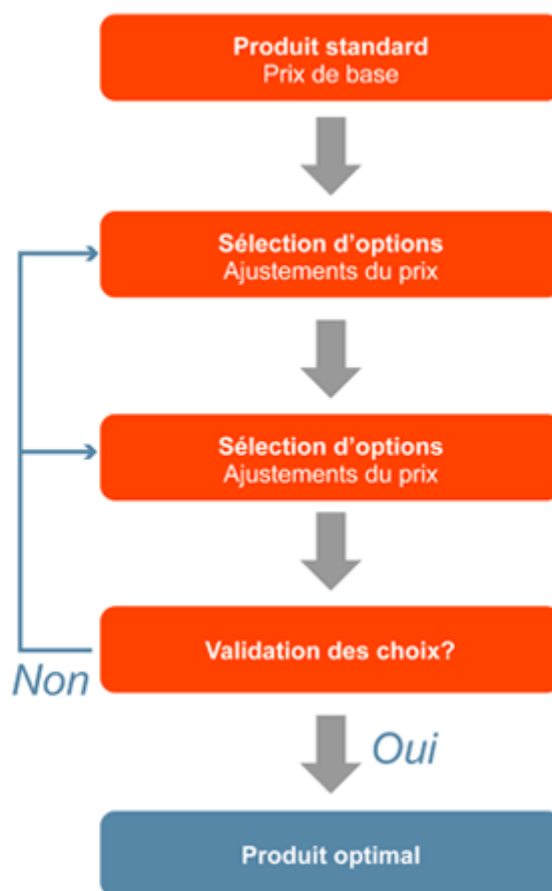 Produit standard
Prix de base
Sélection d’options
Ajustements du prix
Sélection d’options
Ajustements du prix
Validation des choix?
Non
Oui
Produit optimal